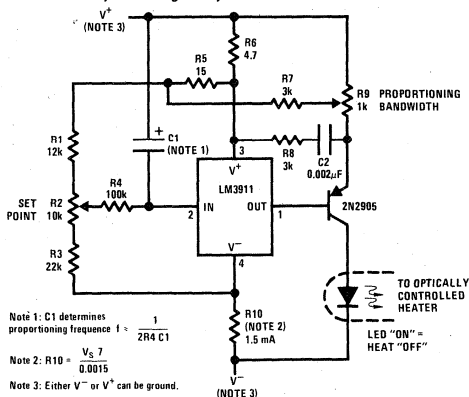 V+
(NOTE 3)
R6
4.7
R5
15
R7
3k
R9
1k
PROPORTIONING
BANDWIDTH
R1
12k
+
C1
(NOTE 1)
3
R8
3k
C2
0.002μF
V+
LM3911
R4
100k
SET
POINT
R2
10k
2
IN
OUT
1
2N2905
V−
4
R3
22k
R10
(NOTE 2)
1.5 mA
TO OPTICALLY
CONTROLLED
HEATER
LED "ON" =
HEAT "OFF"
Note 1: C1 determines
proportioning frequence f ≈ 1
2R4 C1
Note 2: R10 = VS 7
0.0015
Note 3: Either V− or V+ can be ground.
V−
(NOTE 3)